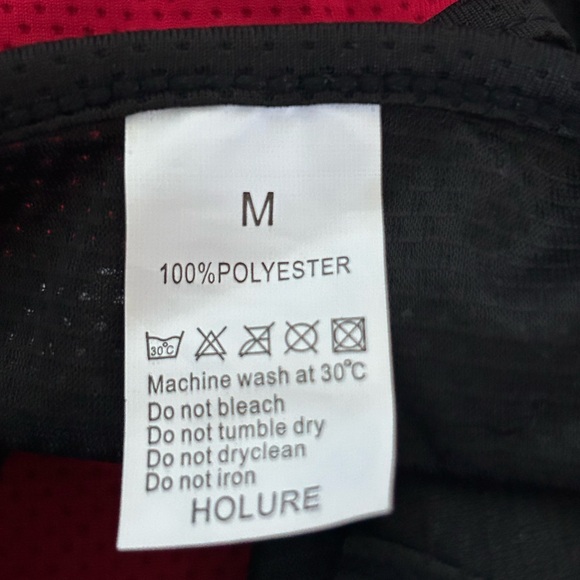 M
100%POLYESTER
30°C
Machine wash at 30°C
Do not bleach
Do not tumble dry
Do not dryclean
Do not iron
HOLURE